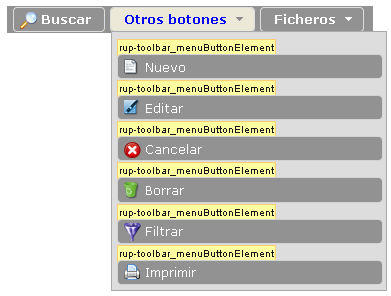 Buscar Otros botones Ficheros
rup-toolbar_menuButtonElement
Nuevo
rup-toolbar_menuButtonElement
Editar
rup-toolbar_menuButtonElement
Cancelar
rup-toolbar_menuButtonElement
Borrar
rup-toolbar_menuButtonElement
Filtrar
rup-toolbar_menuButtonElement
Imprimir